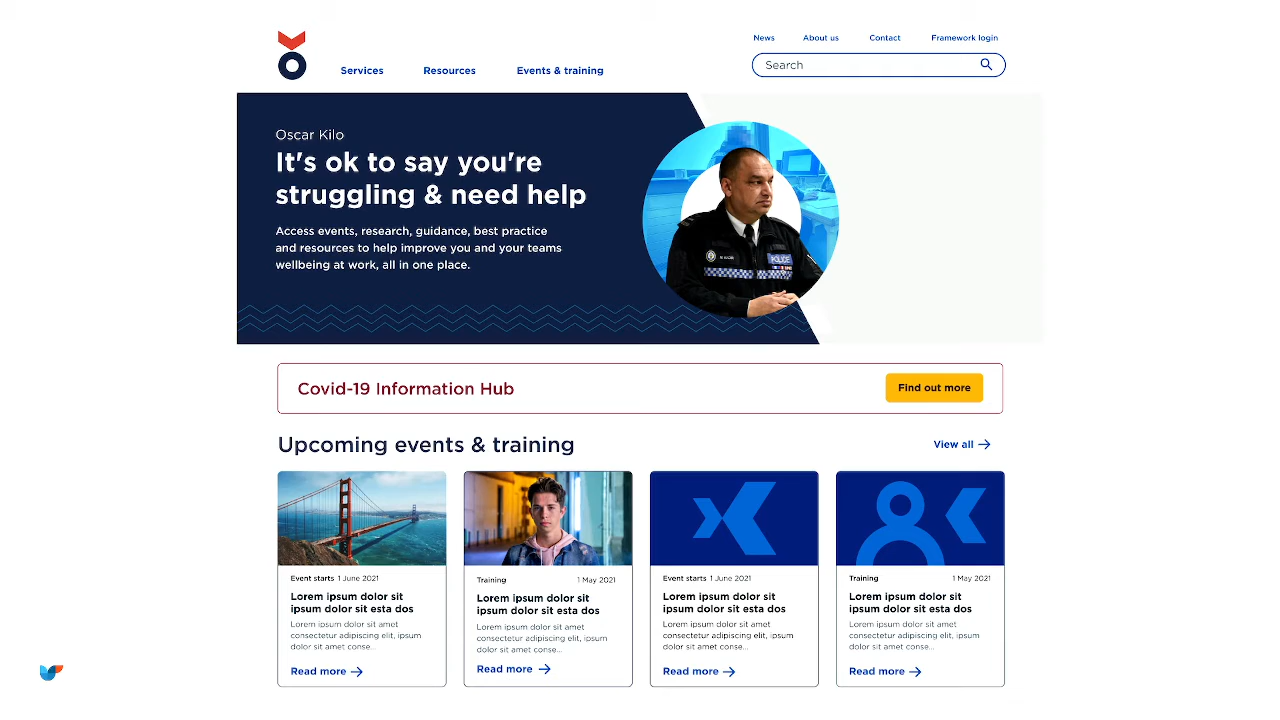 News
About us
Contact
Framework login
Services
Resources
Events & training
Search
Oscar Kilo
It's ok to say you're
struggling & need help
Access events, research, guidance, best practice
and resources to help improve you and your teams
wellbeing at work, all in one place.
POLICE
Covid-19 Information Hub
Find out more
Upcoming events & training
View all
Event starts 1 June 2021
Lorem ipsum dolor sit
ipsum dolor sit esta dos
Lorem ipsum dolor sit amet
consectetur adipiscing elit, ipsum
dolor sit amet conse...
Read more
Training 1 May 2021
Lorem ipsum dolor sit
ipsum dolor sit esta dos
Lorem ipsum dolor sit amet
consectetur adipiscing elit, ipsum
dolor sit amet conse...
Read more
Event starts 1 June 2021
Lorem ipsum dolor sit
ipsum dolor sit esta dos
Lorem ipsum dolor sit amet
consectetur adipiscing elit, ipsum
dolor sit amet conse...
Read more
Training 1 May 2021
Lorem ipsum dolor sit
ipsum dolor sit esta dos
Lorem ipsum dolor sit amet
consectetur adipiscing elit, ipsum
dolor sit amet conse...
Read more